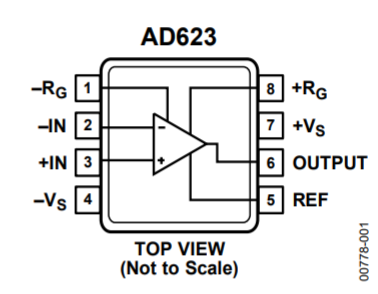 AD623
–RG 1
8 +RG
–IN 2
7 +VS
+IN 3
6 OUTPUT
–VS 4
5 REF
–
+
TOP VIEW
(Not to Scale)
00778-001